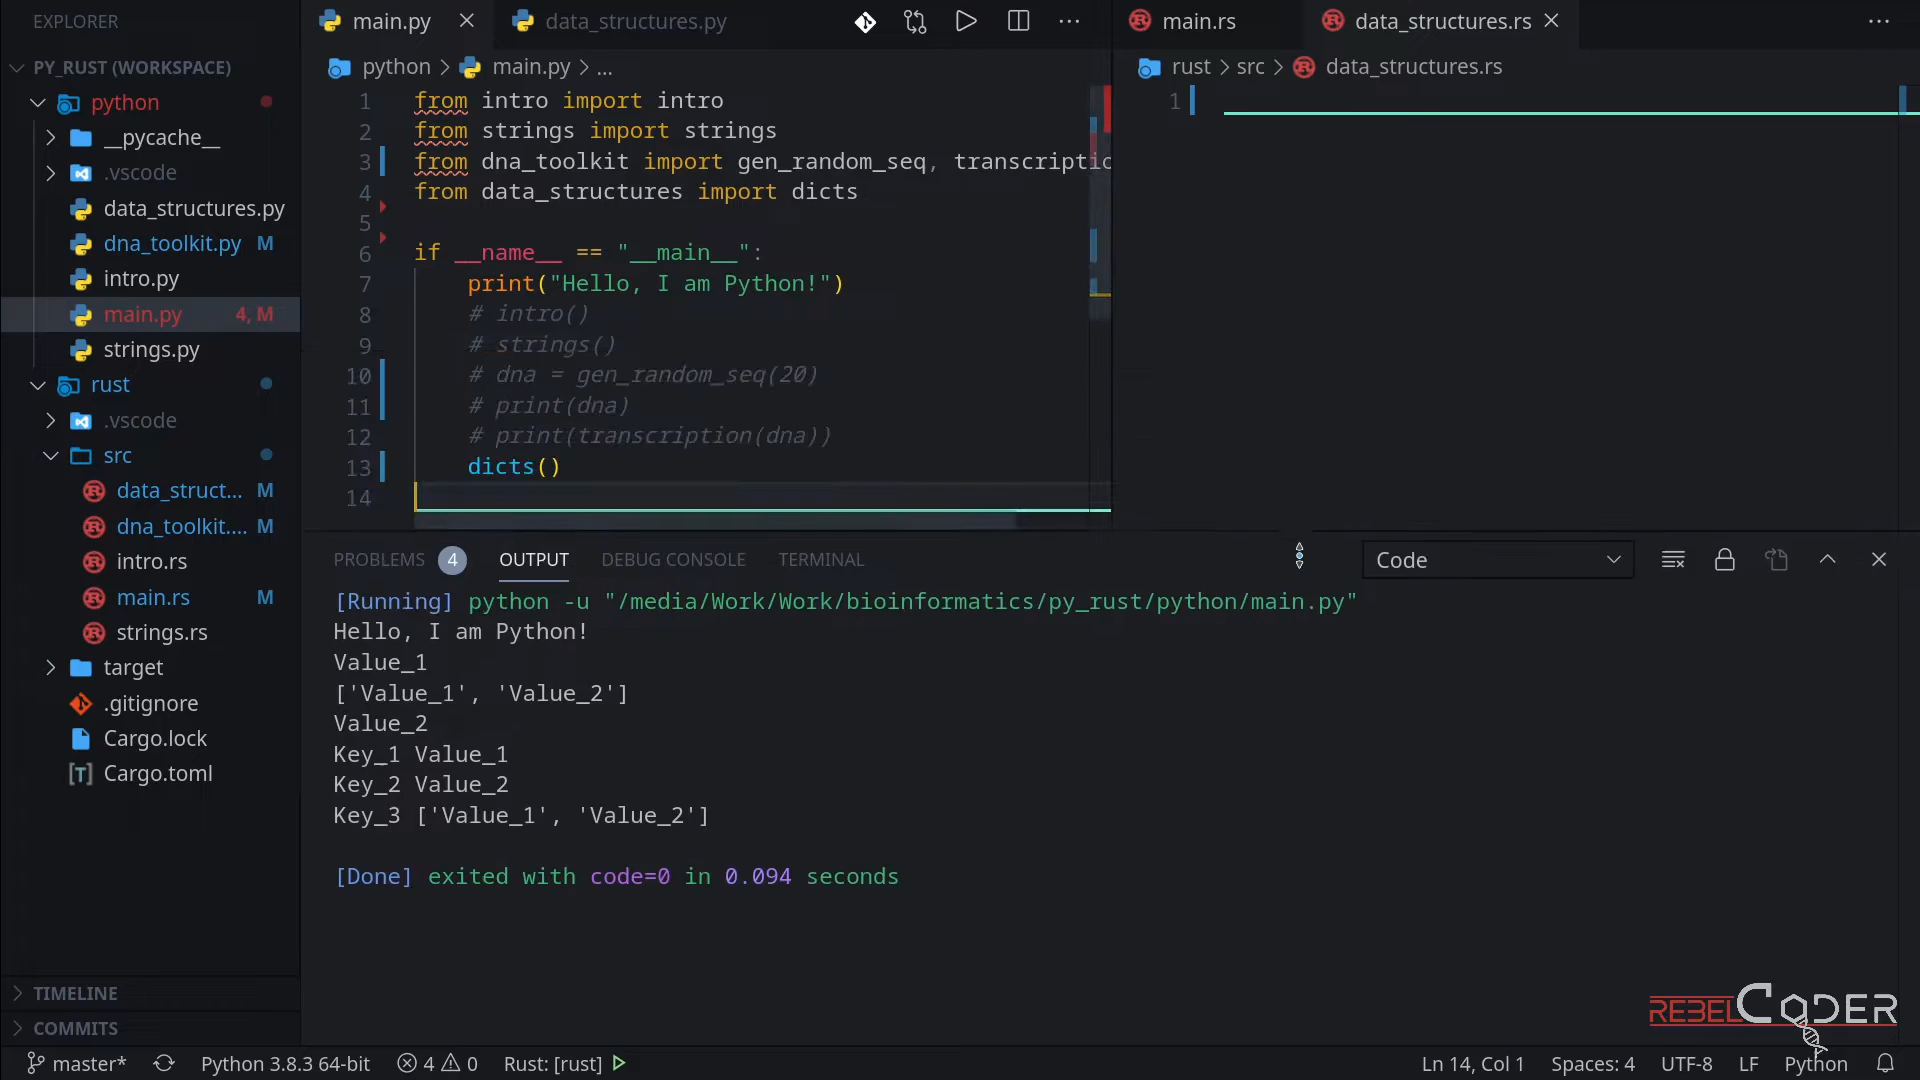 EXPLORER
PY_RUST (WORKSPACE)
python
__pycache__
.vscode
data_structures.py
dna_toolkit.py M
intro.py
main.py 4, M
strings.py
rust
.vscode
src
data_struct... M
dna_toolkit.... M
intro.rs
main.rs M
strings.rs
target
.gitignore
Cargo.lock
[T] Cargo.toml
TIMELINE
COMMITS
main.py
data_structures.py
python > main.py > ...
1 from intro import intro
2 from strings import strings
3 from dna_toolkit import gen_random_seq, transcriptio
4 from data_structures import dicts
5
6 if __name__ == "__main__":
7 print("Hello, I am Python!")
8 # intro()
9 # strings()
10 # dna = gen_random_seq(20)
11 # print(dna)
12 # print(transcription(dna))
13 dicts()
14
main.rs
data_structures.rs
rust > src > data_structures.rs
1
PROBLEMS 4 OUTPUT DEBUG CONSOLE TERMINAL
Code
[Running] python -u "/media/Work/Work/bioinformatics/py_rust/python/main.py"
Hello, I am Python!
Value_1
['Value_1', 'Value_2']
Value_2
Key_1 Value_1
Key_2 Value_2
Key_3 ['Value_1', 'Value_2']
[Done] exited with code=0 in 0.094 seconds
REBELCODER
master* Python 3.8.3 64-bit 4 0 Rust: [rust] Ln 14, Col 1 Spaces: 4 UTF-8 LF Python